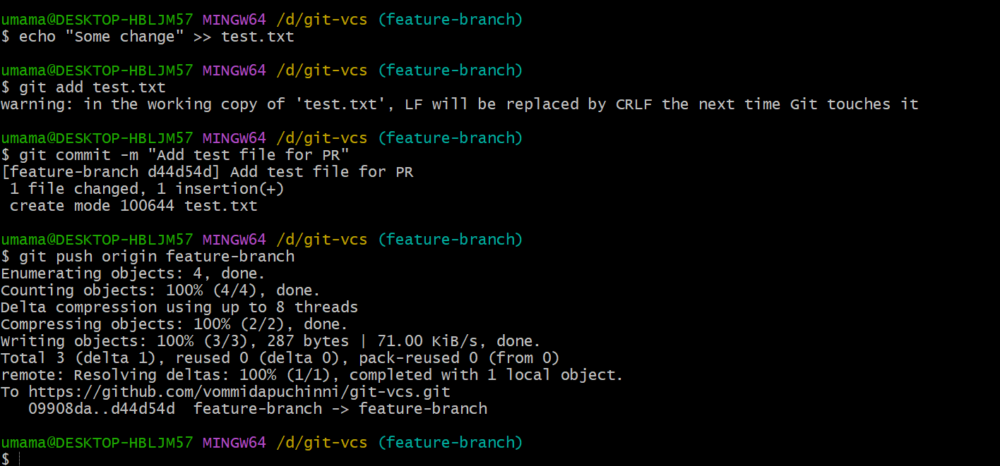 umama@DESKTOP-HBLJM57 MINGW64 /d/git-vcs (feature-branch)
$ echo "Some change" >> test.txt
umama@DESKTOP-HBLJM57 MINGW64 /d/git-vcs (feature-branch)
$ git add test.txt
warning: in the working copy of 'test.txt', LF will be replaced by CRLF the next time Git touches it
umama@DESKTOP-HBLJM57 MINGW64 /d/git-vcs (feature-branch)
$ git commit -m "Add test file for PR"
[feature-branch d44d54d] Add test file for PR
 1 file changed, 1 insertion(+)
 create mode 100644 test.txt
umama@DESKTOP-HBLJM57 MINGW64 /d/git-vcs (feature-branch)
$ git push origin feature-branch
Enumerating objects: 4, done.
Counting objects: 100% (4/4), done.
Delta compression using up to 8 threads
Compressing objects: 100% (2/2), done.
Writing objects: 100% (3/3), 287 bytes | 71.00 KiB/s, done.
Total 3 (delta 1), reused 0 (delta 0), pack-reused 0 (from 0)
remote: Resolving deltas: 100% (1/1), completed with 1 local object.
To https://github.com/vommidapuchinni/git-vcs.git
   09908da..d44d54d  feature-branch -> feature-branch
umama@DESKTOP-HBLJM57 MINGW64 /d/git-vcs (feature-branch)
$